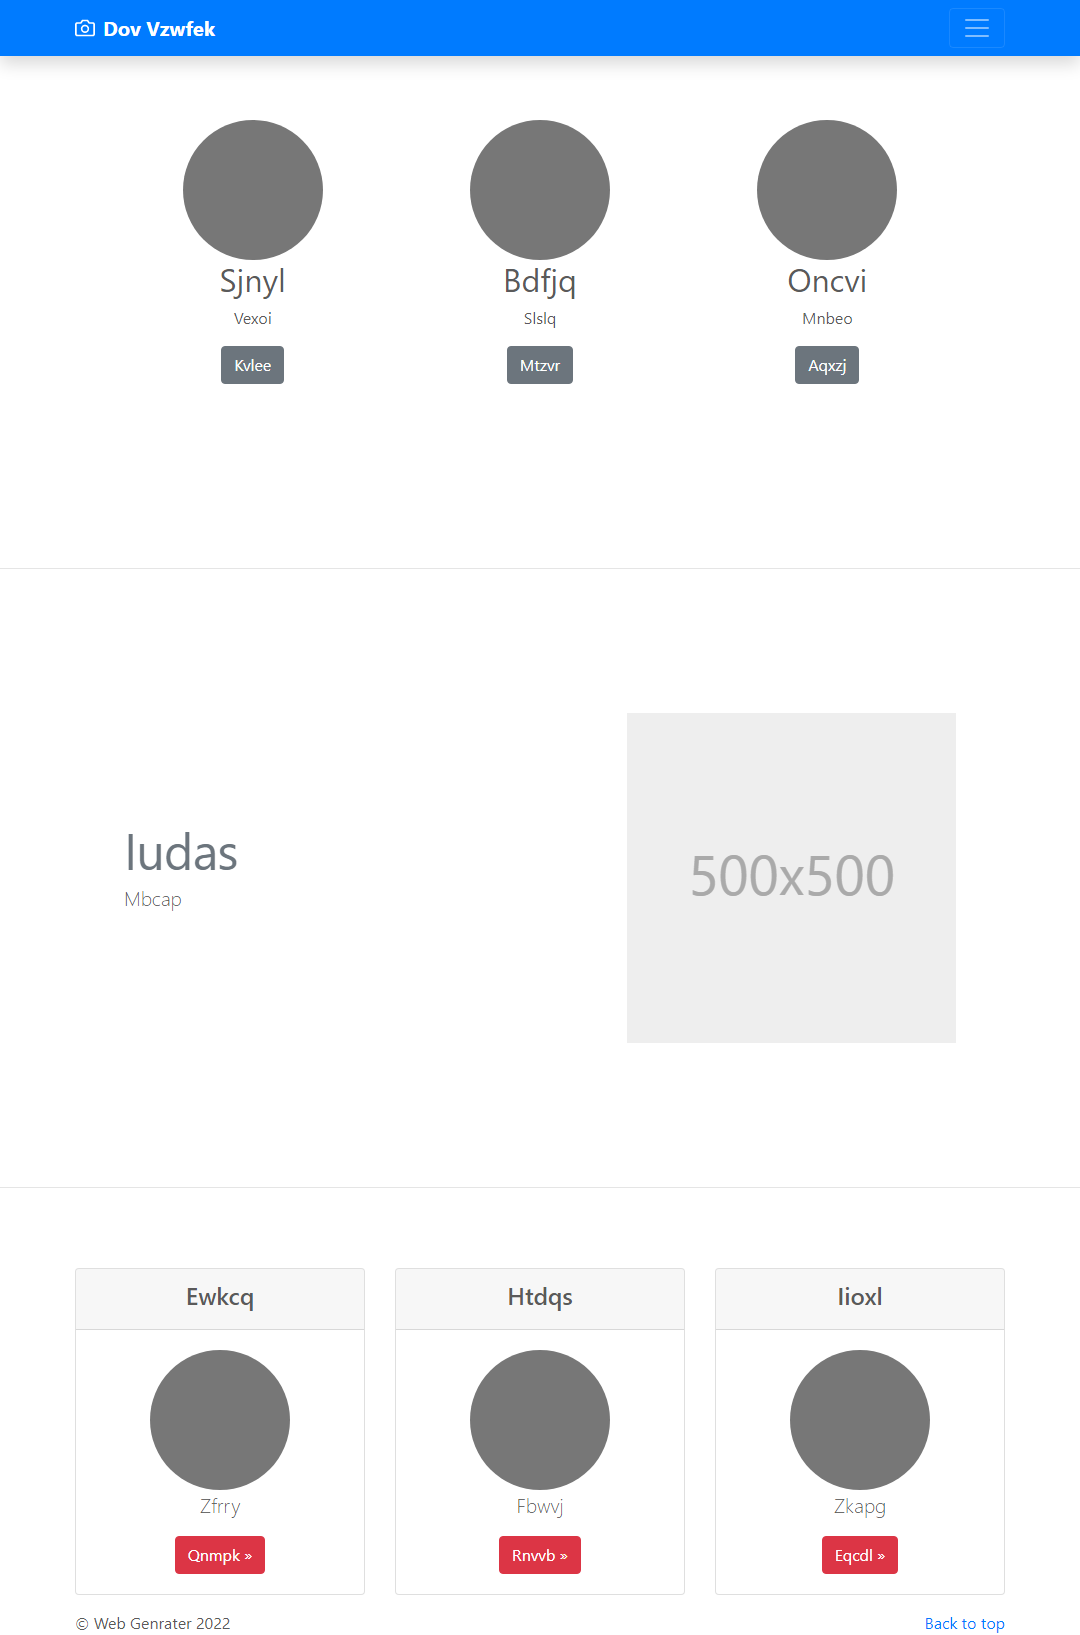 Dov Vzwfek
Sjnyl
Bdfjq
Oncvi
Vexoi
Slslq
Mnbeo
Kvlee
Mtzvr
Aqxzj
ludas
Mbcap
500x500
Ewkcq
Htdqs
Iioxl
Zfrry
Fbwvj
Zkapg
Qnmpk »
Rnvvb »
Eqcdl »
© Web Genrater 2022
Back to top